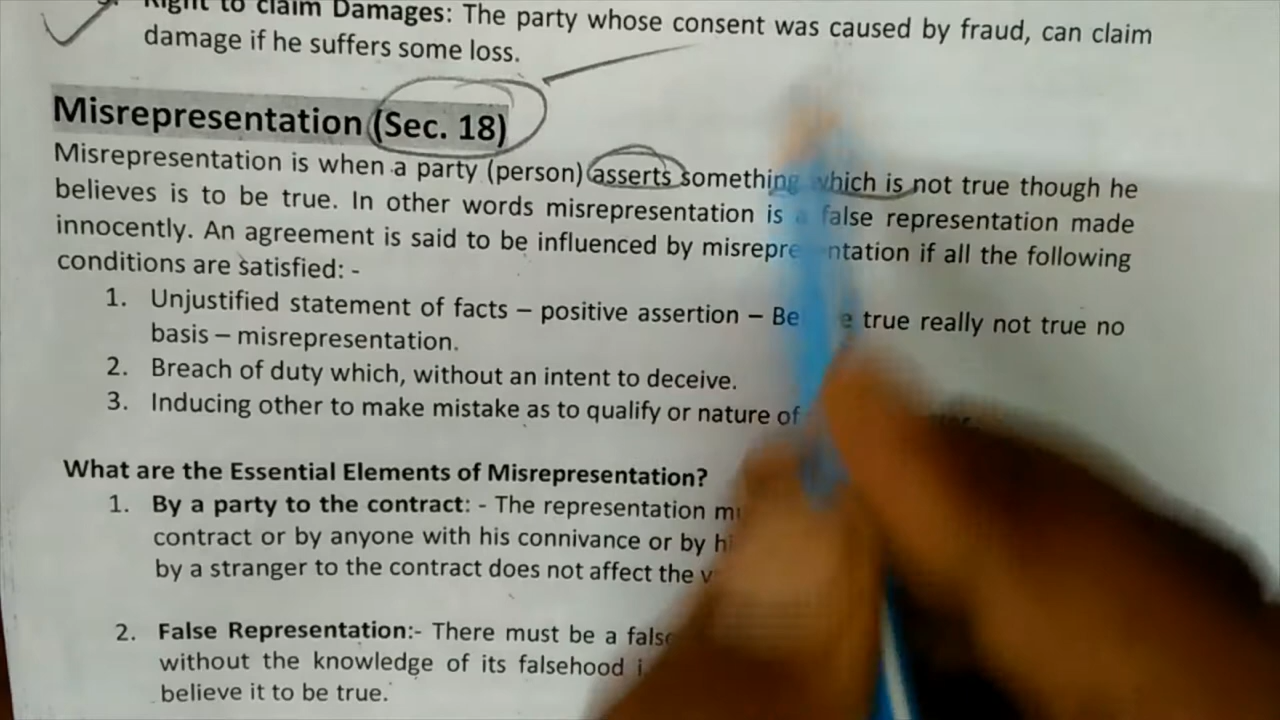 Right to claim Damages: The party whose consent was caused by fraud, can claim
damage if he suffers some loss.
Misrepresentation (Sec. 18)
Misrepresentation is when a party (person) asserts something which is not true though he
believes is to be true. In other words misrepresentation is a false representation made
innocently. An agreement is said to be influenced by misrepre ntation if all the following
conditions are satisfied: -
1. Unjustified statement of facts – positive assertion – true really not true no
basis – misrepresentation.
2. Breach of duty which, without an intent to deceive.
3. Inducing other to make mistake as to qualify or nature of
What are the Essential Elements of Misrepresentation?
1. By a party to the contract: - The representation
contract or by anyone with his connivance or by
by a stranger to the contract does not affect the
2. False Representation:- There must be a
without the knowledge of its falsehood
believe it to be true.